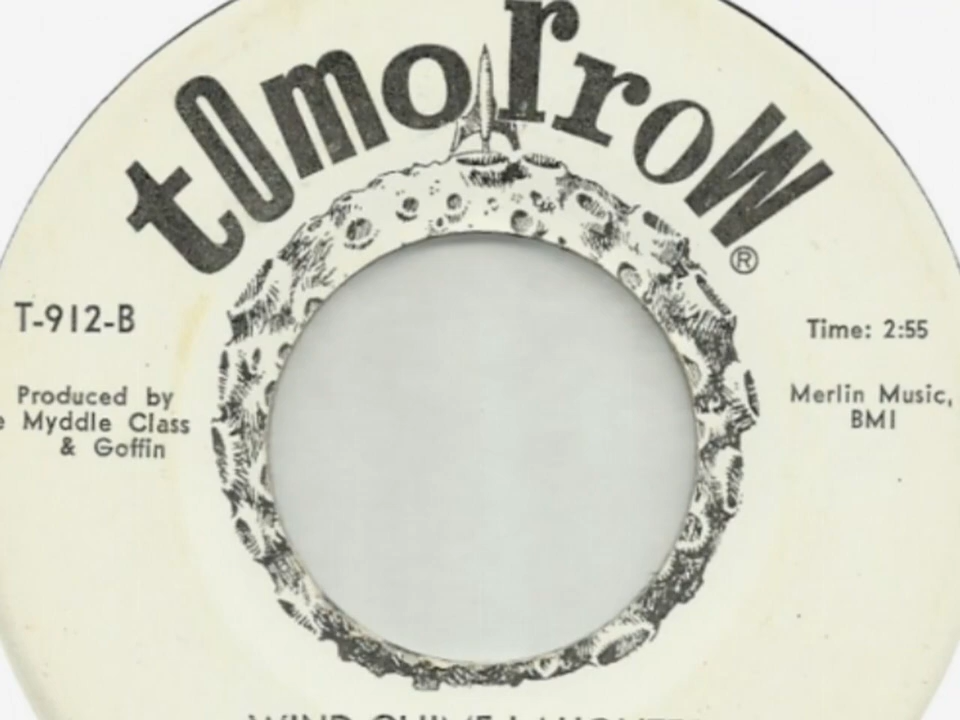 tomorrow
®
T-912-B
Time: 2:55
Produced by
Myddle Class
& Goffin
Merlin Music,
BMI